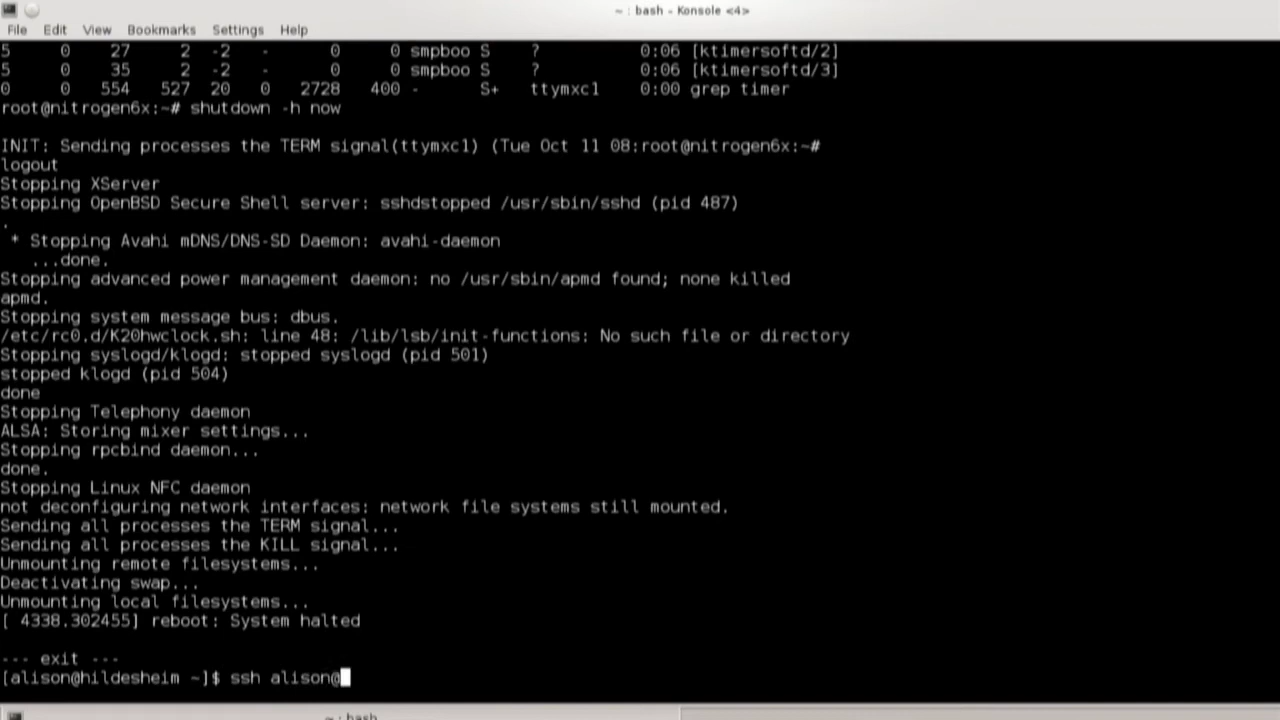 ~ : bash - Konsole <4>
File Edit View Bookmarks Settings Help
5 0 27 2 -2 - 0 0 smpboo S ? 0:06 [ktimersoftd/2]
5 0 35 2 -2 - 0 0 smpboo S ? 0:06 [ktimersoftd/3]
0 0 554 527 20 0 2728 400 - S+ ttymxc1 0:00 grep timer
root@nitrogen6x:~# shutdown -h now
INIT: Sending processes the TERM signal(ttymxc1) (Tue Oct 11 08:root@nitrogen6x:~#
logout
Stopping XServer
Stopping OpenBSD Secure Shell server: sshdstopped /usr/sbin/sshd (pid 487)
.
* Stopping Avahi mDNS/DNS-SD Daemon: avahi-daemon
...done.
Stopping advanced power management daemon: no /usr/sbin/apmd found; none killed
apmd.
Stopping system message bus: dbus.
/etc/rc0.d/K20hwclock.sh: line 48: /lib/lsb/init-functions: No such file or directory
Stopping syslogd/klogd: stopped syslogd (pid 501)
stopped klogd (pid 504)
done
Stopping Telephony daemon
ALSA: Storing mixer settings...
Stopping rpcbind daemon...
done.
Stopping Linux NFC daemon
not deconfiguring network interfaces: network file systems still mounted.
Sending all processes the TERM signal...
Sending all processes the KILL signal...
Unmounting remote filesystems...
Deactivating swap...
Unmounting local filesystems...
[ 4338.302455] reboot: System halted
--- exit ---
[alison@hildesheim ~]$ ssh alison@
~ : bash